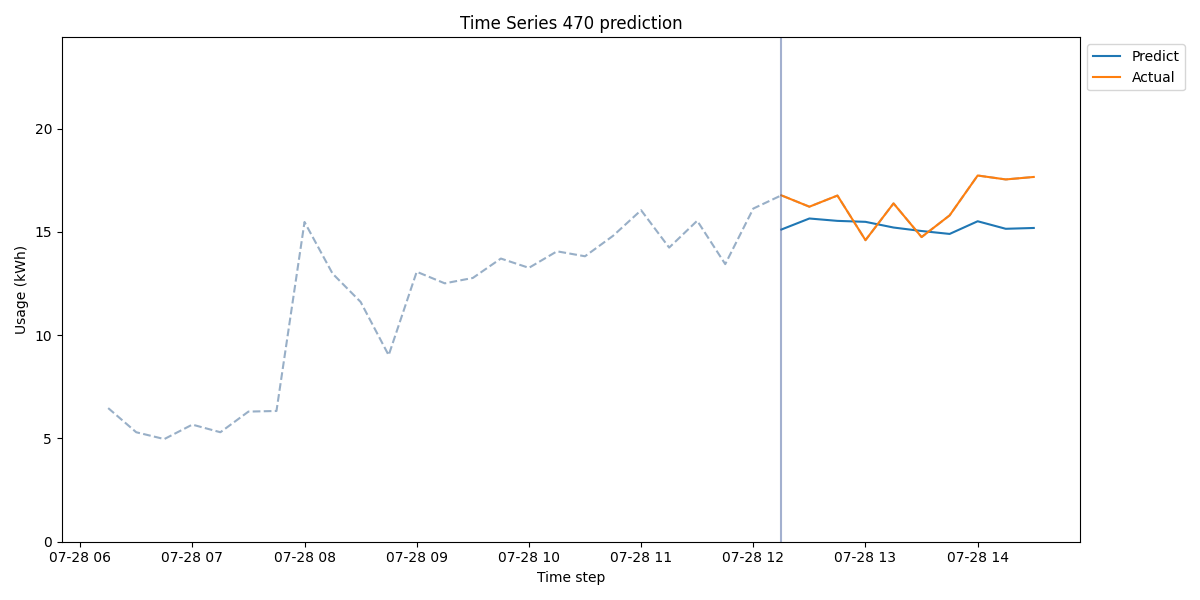 Time Series 470 prediction
Predict
Actual
Usage (kWh)
20
15
10
5
0
07-28 06 07-28 07 07-28 08 07-28 09 07-28 10 07-28 11 07-28 12 07-28 13 07-28 14
Time step